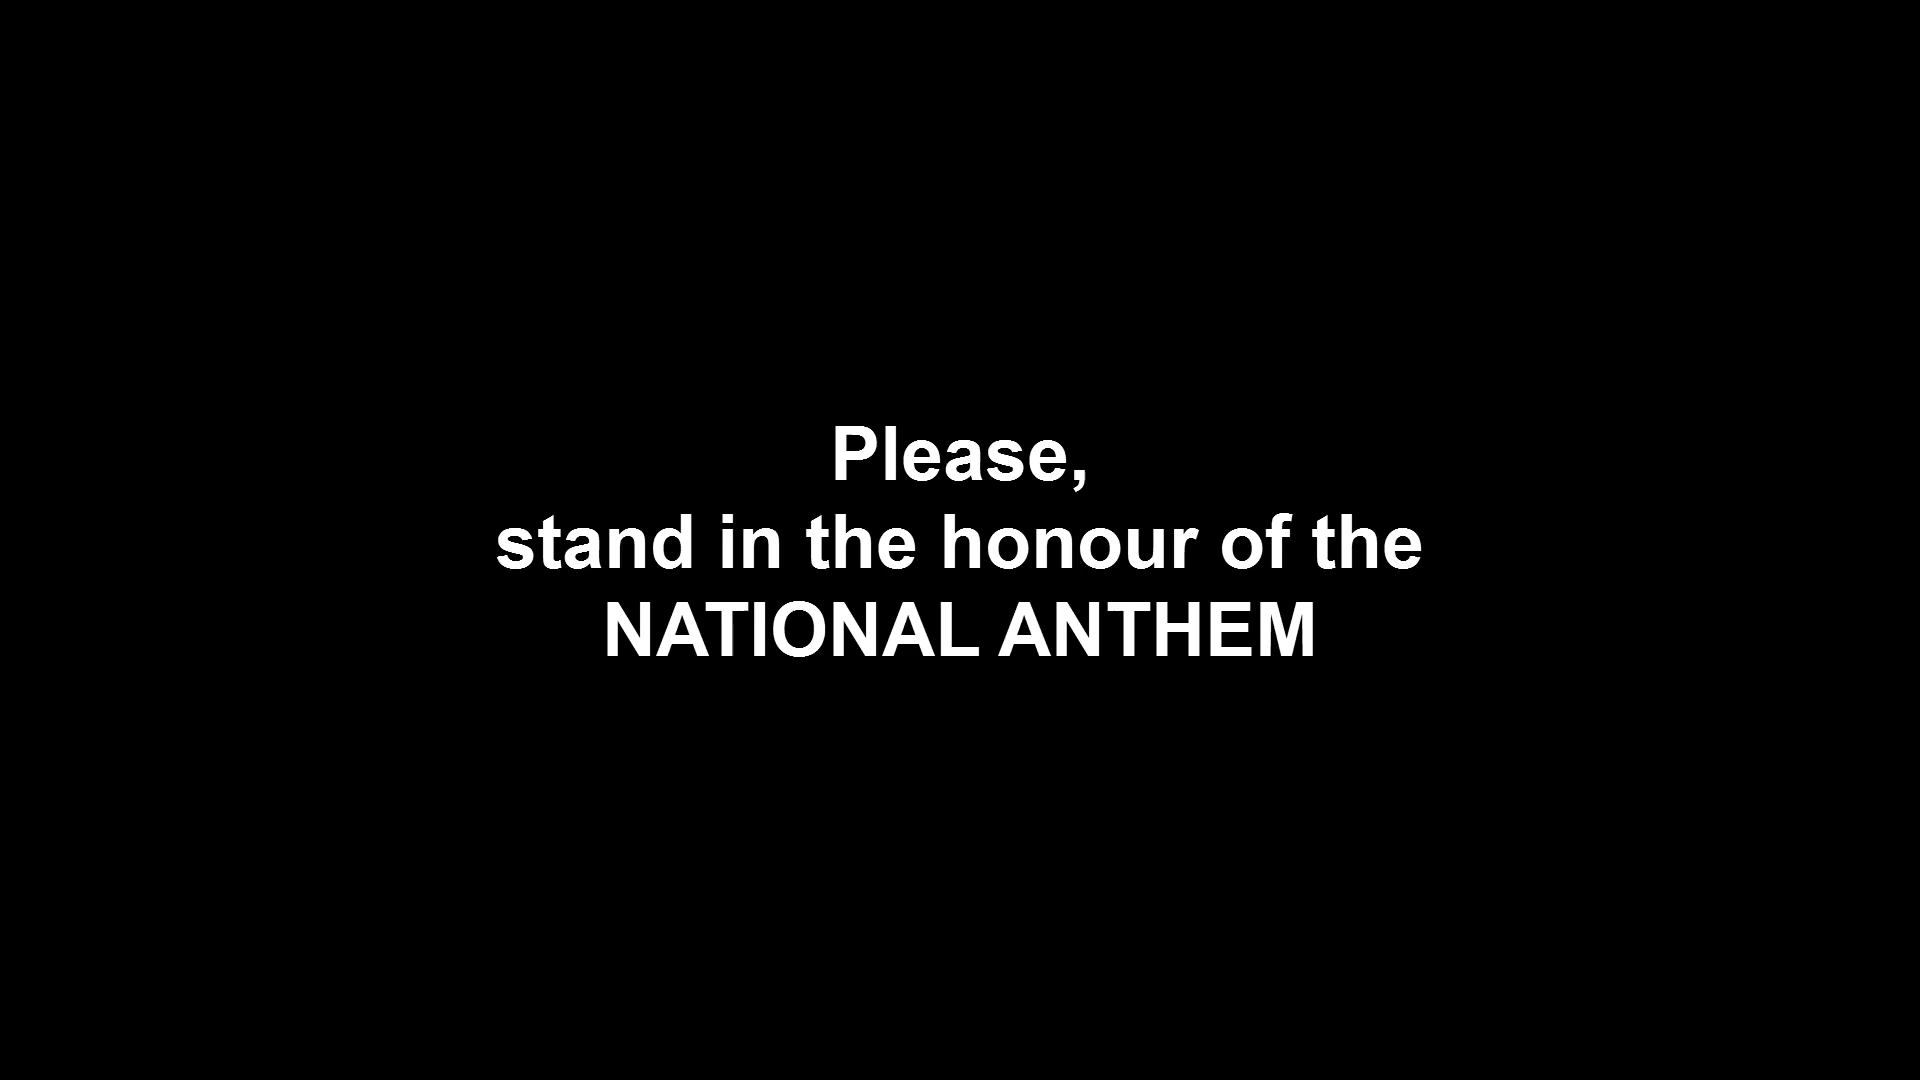 Please,
stand in the honour of the
NATIONAL ANTHEM